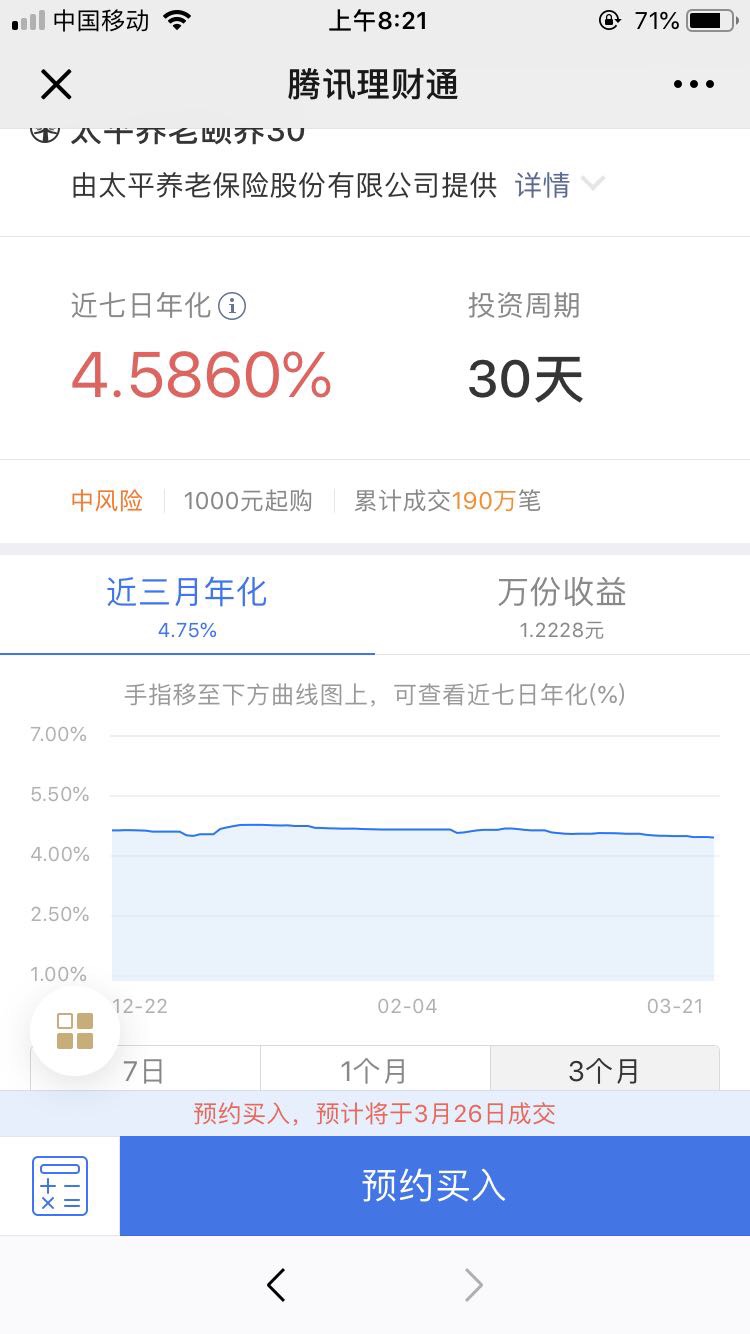 中国移动 上午8:21 71%
腾讯理财通
太平养老颐养30
由太平养老保险股份有限公司提供 详情
近七日年化 投资周期
4.5860% 30天
中风险 1000元起购 累计成交190万笔
近三月年化 万份收益
4.75% 1.2228元
手指移至下方曲线图上，可查看近七日年化(%)
7.00%
5.50%
4.00%
2.50%
1.00%
12-22 02-04 03-21
7日 1个月 3个月
预约买入，预计将于3月26日成交
预约买入